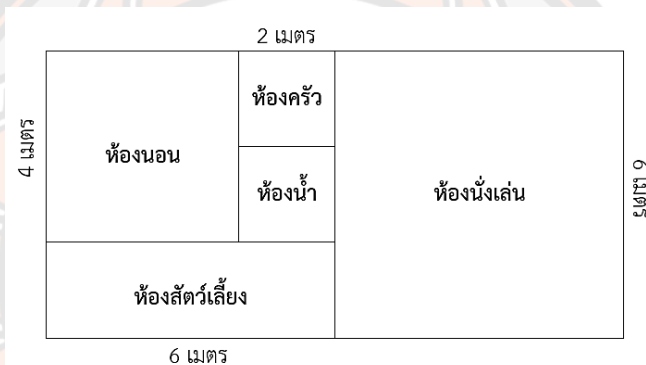 2 เมตร
4 เมตร
ห้องนอน
ห้องครัว
ห้องน้ำ
ห้องนั่งเล่น
6 เมตร
ห้องสัตว์เลี้ยง
6 เมตร